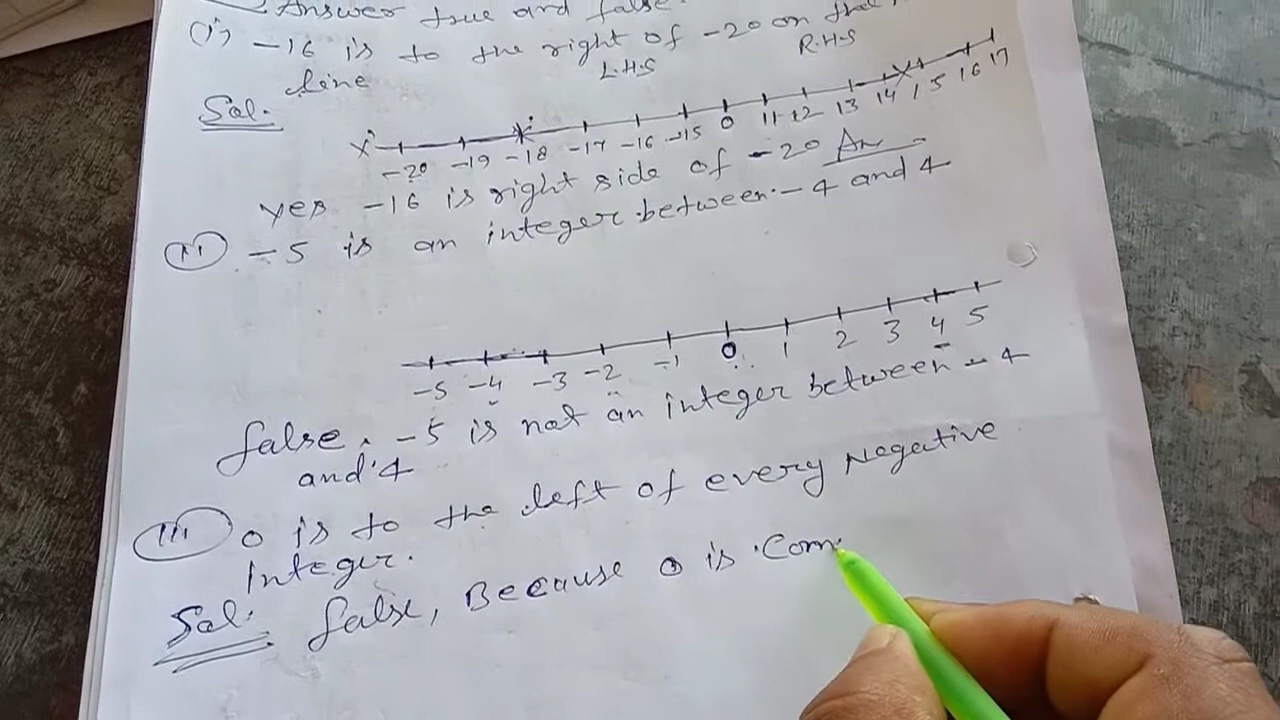 Answer true and false.
(i) -16 is to the right of -20 on that
line
L.H.S R.H.S
Sol.
-20 -19 -18 -17 -16 -15 0 11 12 13 14 15 16 17
yes -16 is right side of -20 An
(ii) -5 is an integer between -4 and 4
-5 -4 -3 -2 -1 0 1 2 3 4 5
false, -5 is not an integer between -4
and 4
(iii) 0 is to the left of every Negative
Integer.
Sol. false, Because 0 is Com